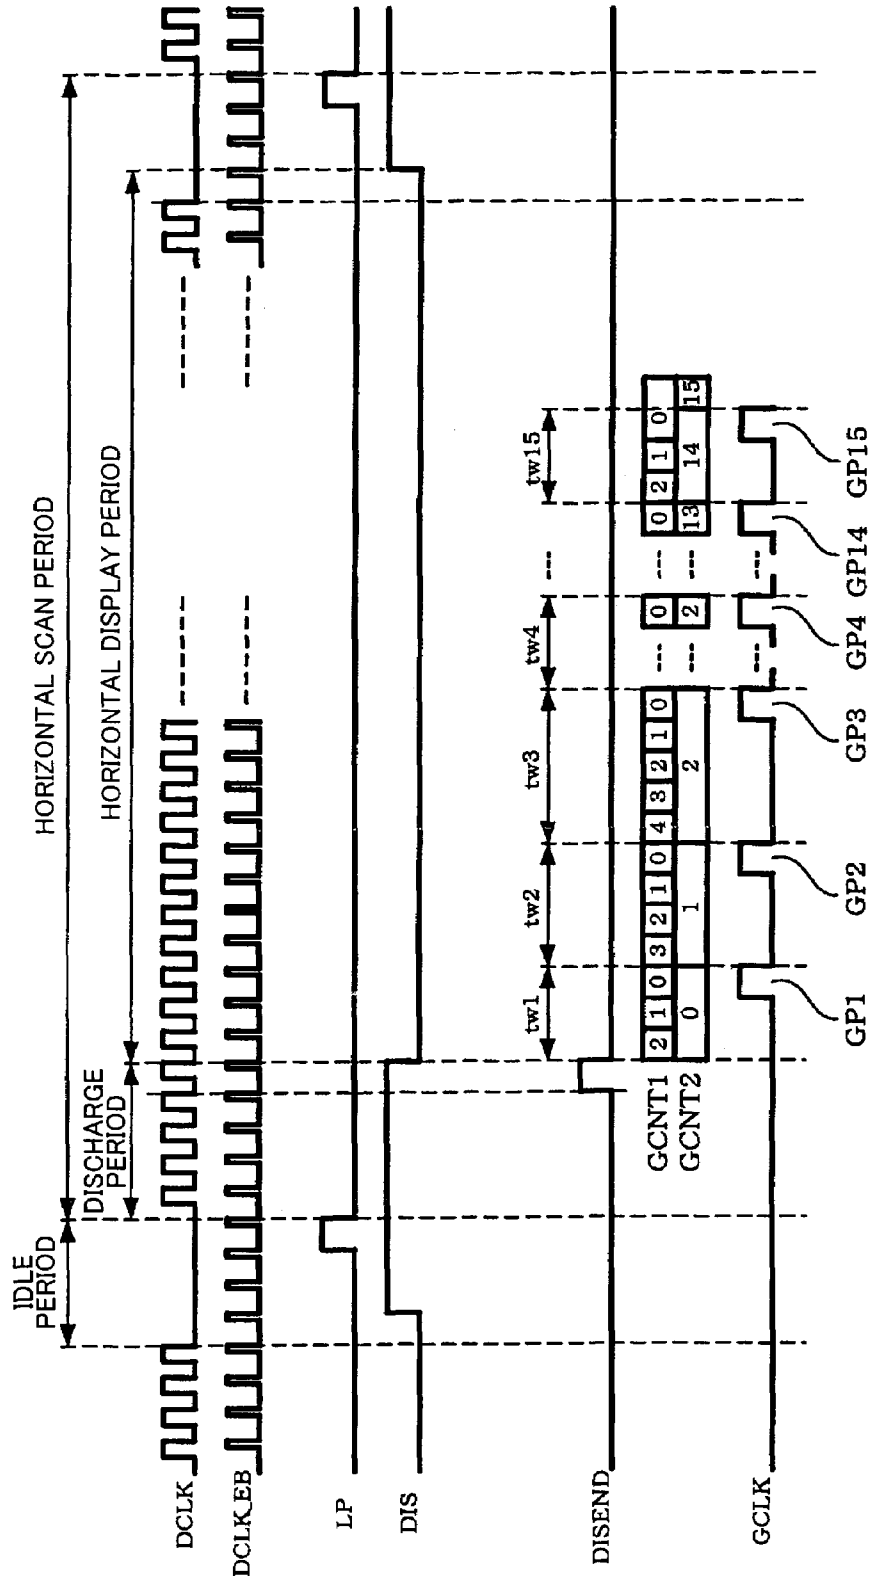 HORIZONTAL SCAN PERIOD
IDLE
PERIOD
DISCHARGE
PERIOD
HORIZONTAL DISPLAY PERIOD
DCLK
DCLK_EB
LP
DIS
DISEND
tw1 tw2 tw3 tw4 --- tw15
GCNT1 2 1 0 3 2 1 0 4 3 2 1 0 --- 0 --- 0 2 1 0
GCNT2 0 1 2 --- 2 --- 13 14 15
GCLK
GP1 GP2 GP3 GP4 GP14 GP15